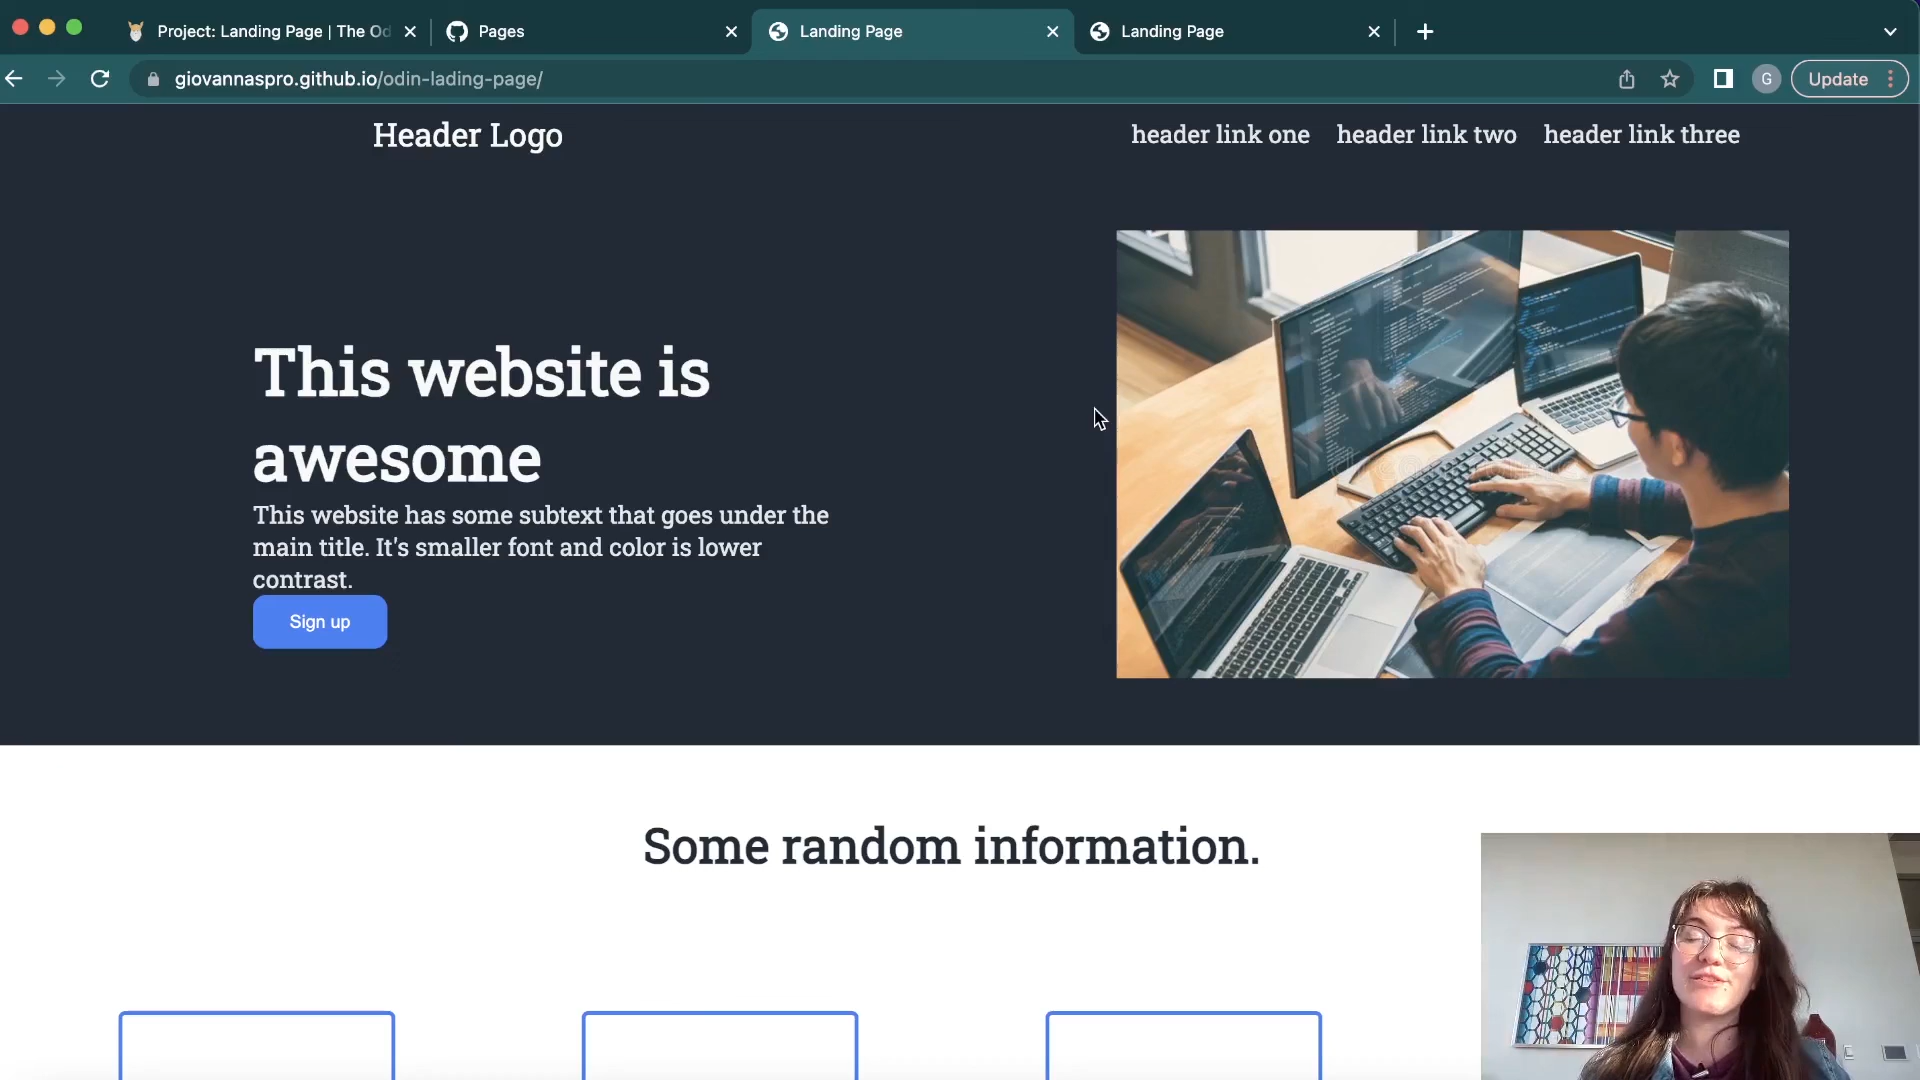 Project: Landing Page | The Od
Pages
Landing Page
Landing Page
giovannaspro.github.io/odin-lading-page/
G
Update
Header Logo
header link one
header link two
header link three
This website is
awesome
This website has some subtext that goes under the
main title. It's smaller font and color is lower
contrast.
Sign up
Some random information.